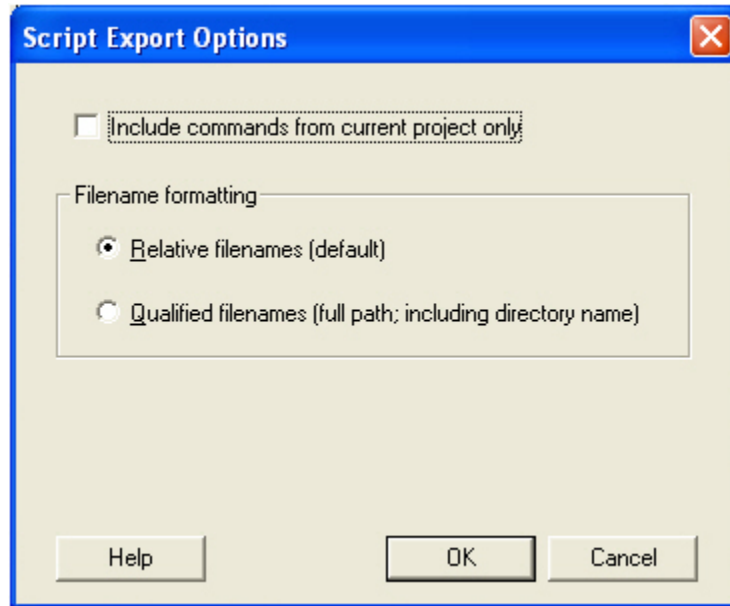 Script Export Options
Include commands from current project only
Filename formatting
Relative filenames (default)
Qualified filenames (full path; including directory name)
Help OK Cancel